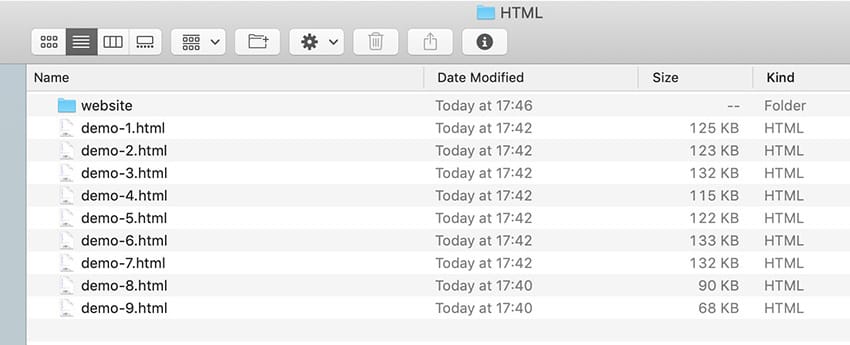 HTML
Name Date Modified Size Kind
website Today at 17:46 -- Folder
demo-1.html Today at 17:42 125 KB HTML
demo-2.html Today at 17:42 123 KB HTML
demo-3.html Today at 17:42 132 KB HTML
demo-4.html Today at 17:42 115 KB HTML
demo-5.html Today at 17:42 122 KB HTML
demo-6.html Today at 17:42 133 KB HTML
demo-7.html Today at 17:42 132 KB HTML
demo-8.html Today at 17:40 90 KB HTML
demo-9.html Today at 17:40 68 KB HTML